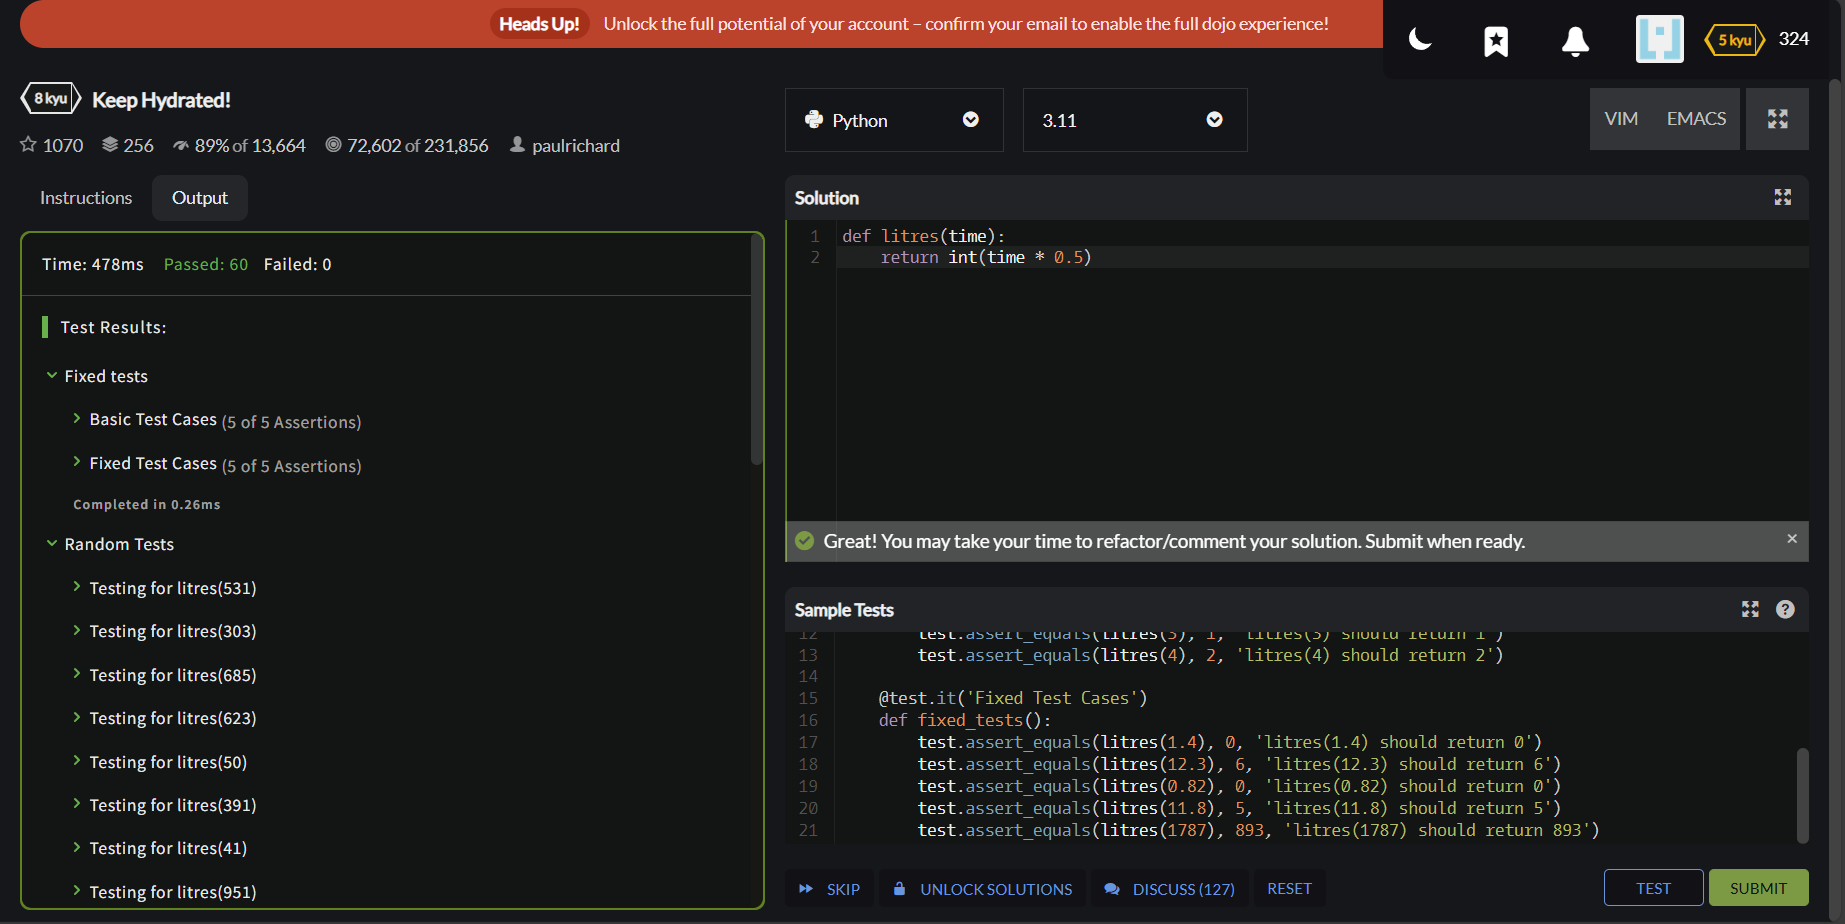 Heads Up! Unlock the full potential of your account – confirm your email to enable the full dojo experience!
5 kyu 324
8 kyu Keep Hydrated!
1070 256 89% of 13,664 72,602 of 231,856 paulrichard
Instructions Output
Time: 478ms Passed: 60 Failed: 0
Test Results:
Fixed tests
Basic Test Cases (5 of 5 Assertions)
Fixed Test Cases (5 of 5 Assertions)
Completed in 0.26ms
Random Tests
Testing for litres(531)
Testing for litres(303)
Testing for litres(685)
Testing for litres(623)
Testing for litres(50)
Testing for litres(391)
Testing for litres(41)
Testing for litres(951)
Python 3.11 VIM EMACS
Solution
1 def litres(time):
2 return int(time * 0.5)
Great! You may take your time to refactor/comment your solution. Submit when ready.
Sample Tests
12 test.assert_equals(litres(3), 1, 'litres(3) should return 1')
13 test.assert_equals(litres(4), 2, 'litres(4) should return 2')
14
15 @test.it('Fixed Test Cases')
16 def fixed_tests():
17 test.assert_equals(litres(1.4), 0, 'litres(1.4) should return 0')
18 test.assert_equals(litres(12.3), 6, 'litres(12.3) should return 6')
19 test.assert_equals(litres(0.82), 0, 'litres(0.82) should return 0')
20 test.assert_equals(litres(11.8), 5, 'litres(11.8) should return 5')
21 test.assert_equals(litres(1787), 893, 'litres(1787) should return 893')
SKIP UNLOCK SOLUTIONS DISCUSS (127) RESET TEST SUBMIT